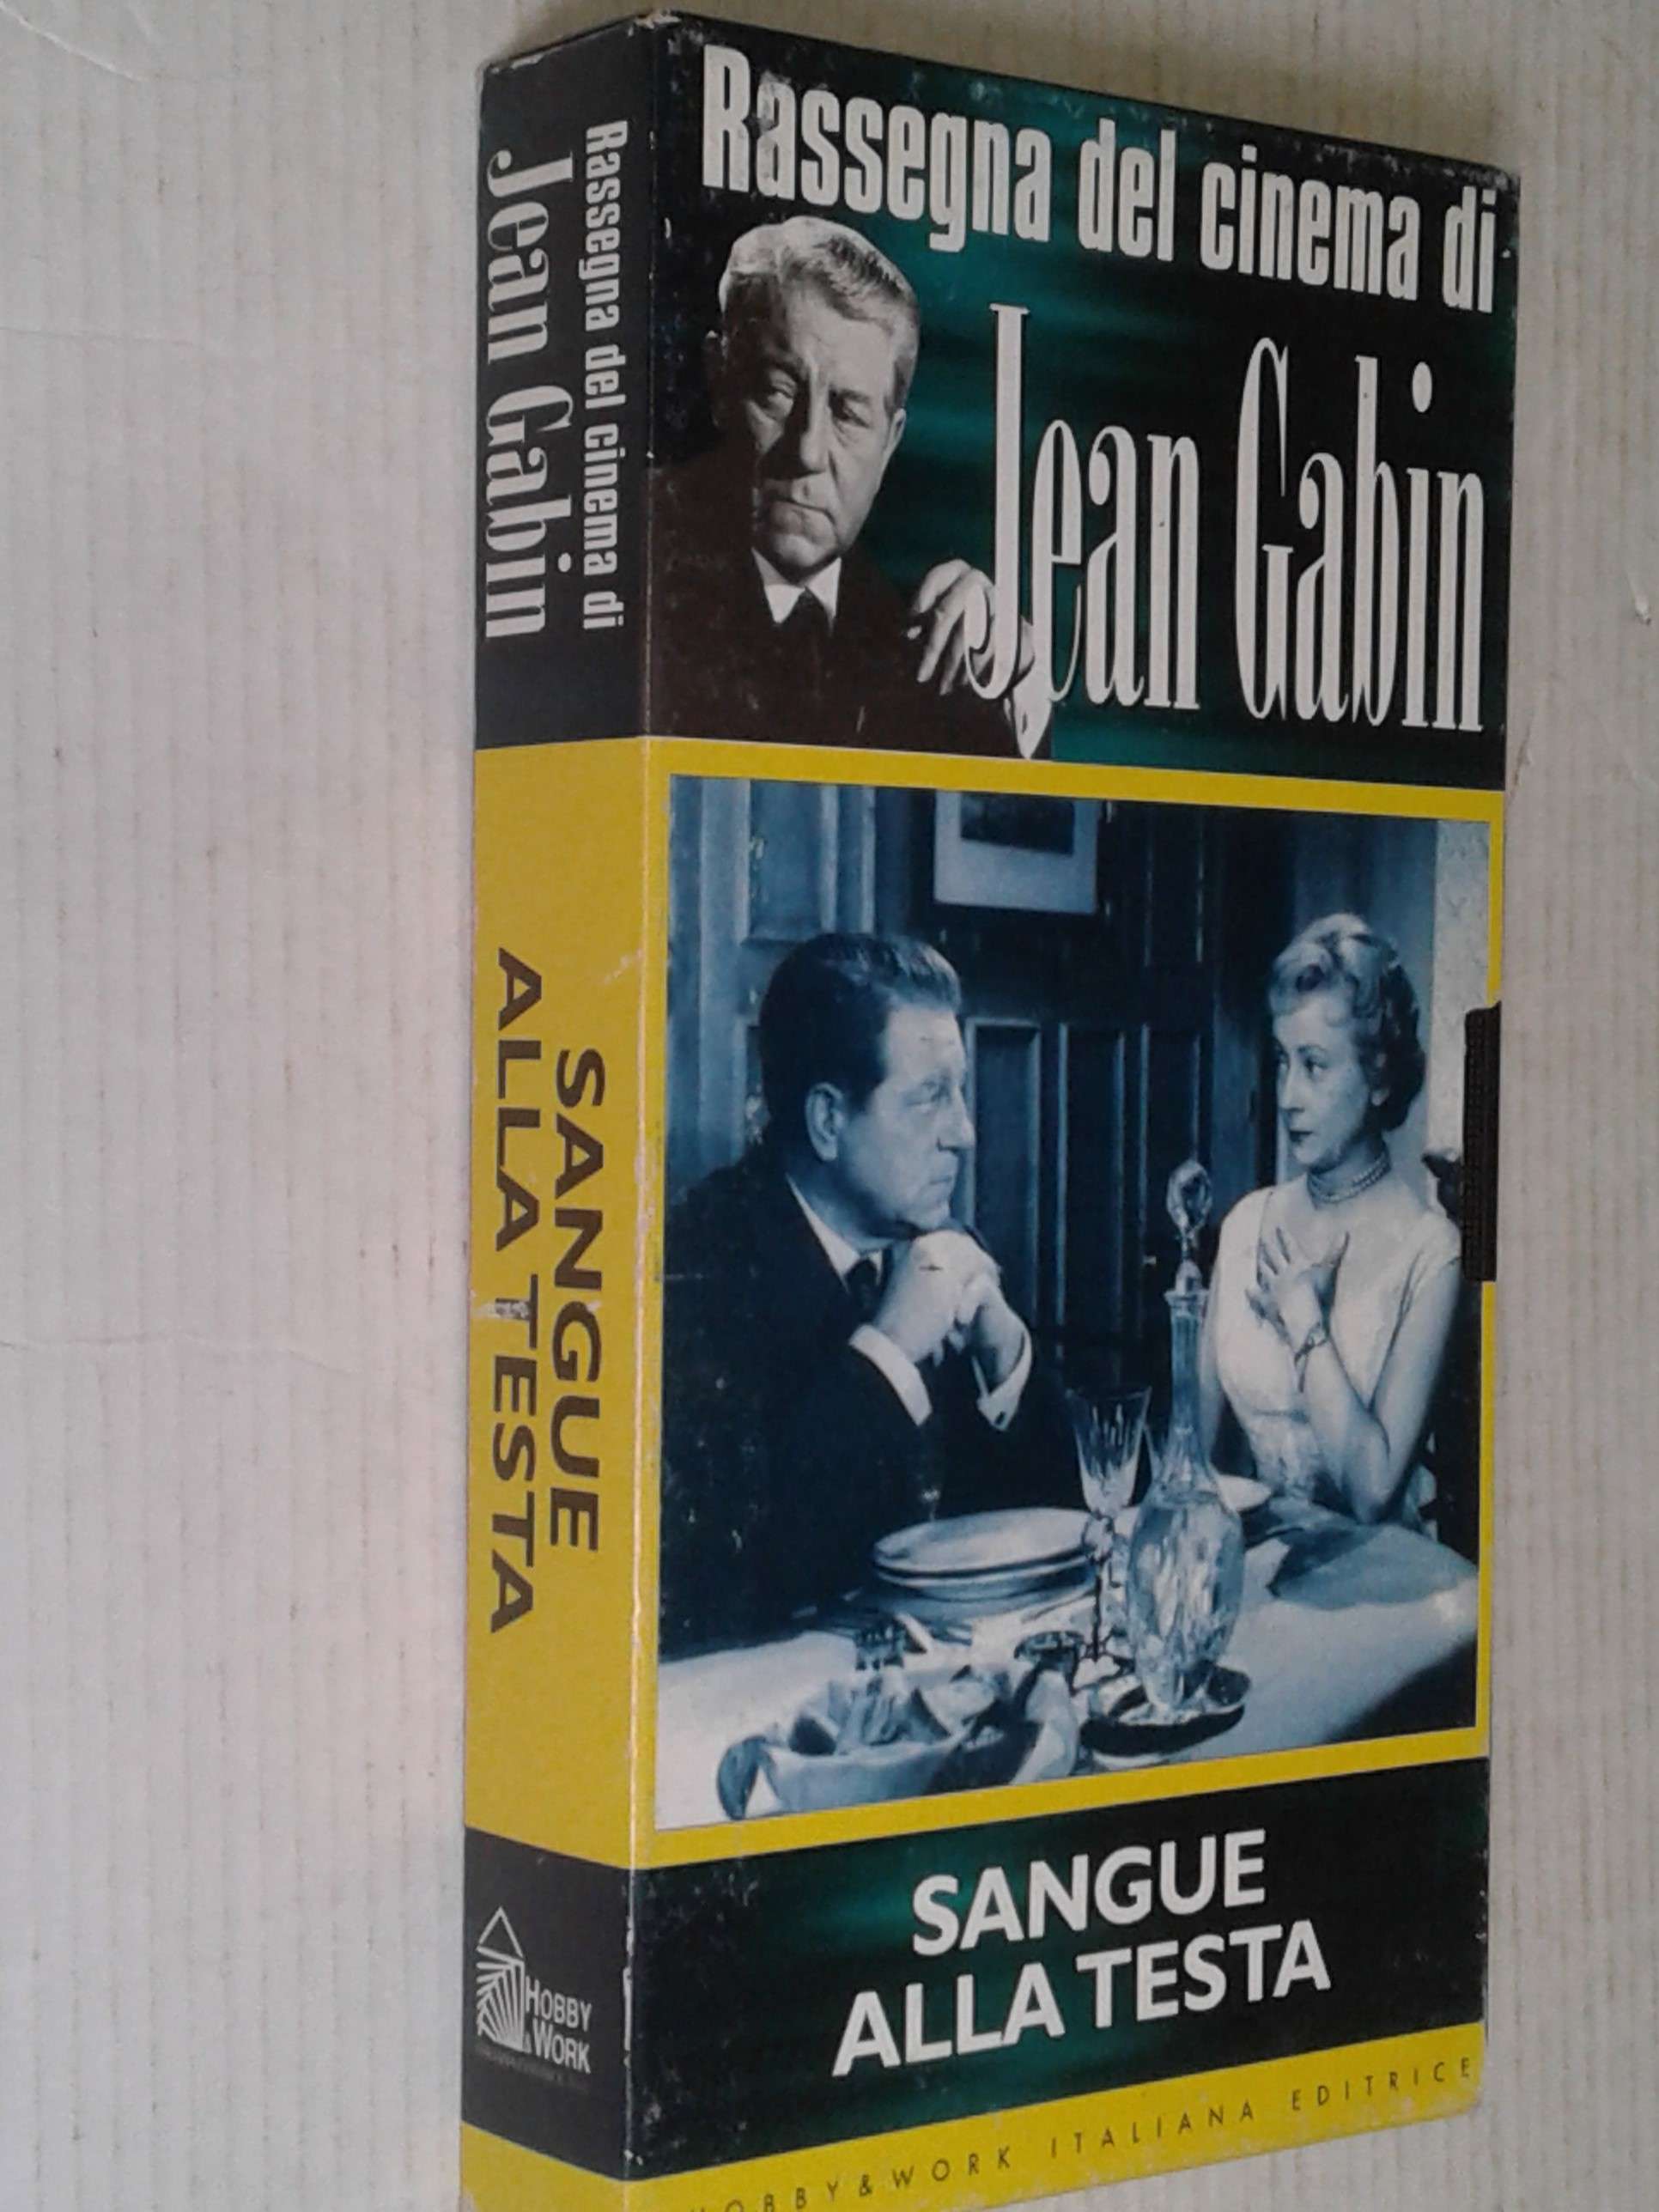 Rassegna del cinema di
Jean Gabin
SANGUE
ALLA TESTA
HOBBY & WORK ITALIANA EDITRICE
Rassegna del cinema di
Jean Gabin
SANGUE
ALLA TESTA
HOBBY
& WORK